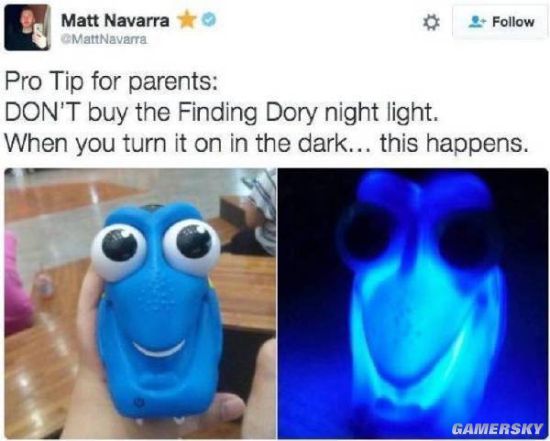 Matt Navarra
@MattNavarra
Follow
Pro Tip for parents:
DON'T buy the Finding Dory night light.
When you turn it on in the dark... this happens.
GAMERSKY